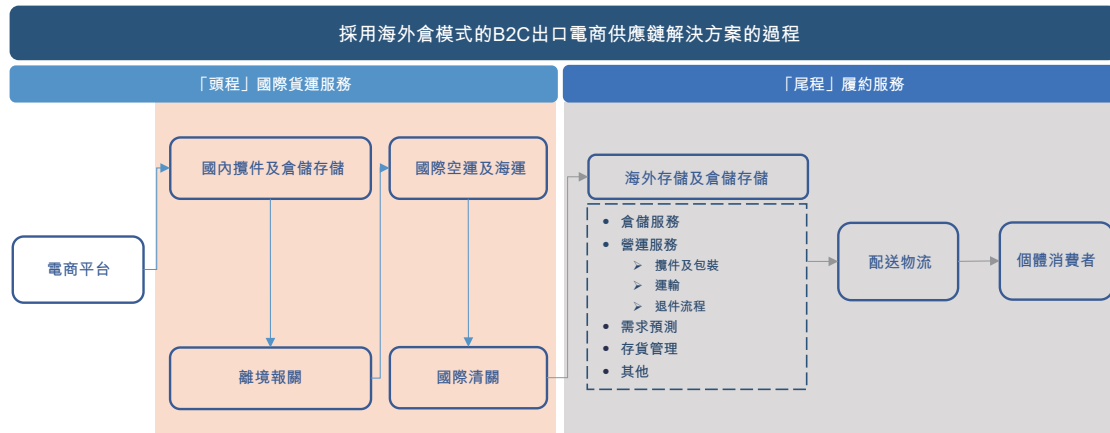 採用海外倉模式的B2C出口電商供應鏈解決方案的過程
「頭程」國際貨運服務
「尾程」履約服務
電商平台
國內攬件及倉儲存儲
離境報關
國際空運及海運
國際清關
海外存儲及倉儲存儲
• 倉儲服務
• 營運服務
➢ 攬件及包裝
➢ 運輸
➢ 退件流程
• 需求預測
• 存貨管理
• 其他
配送物流
個體消費者